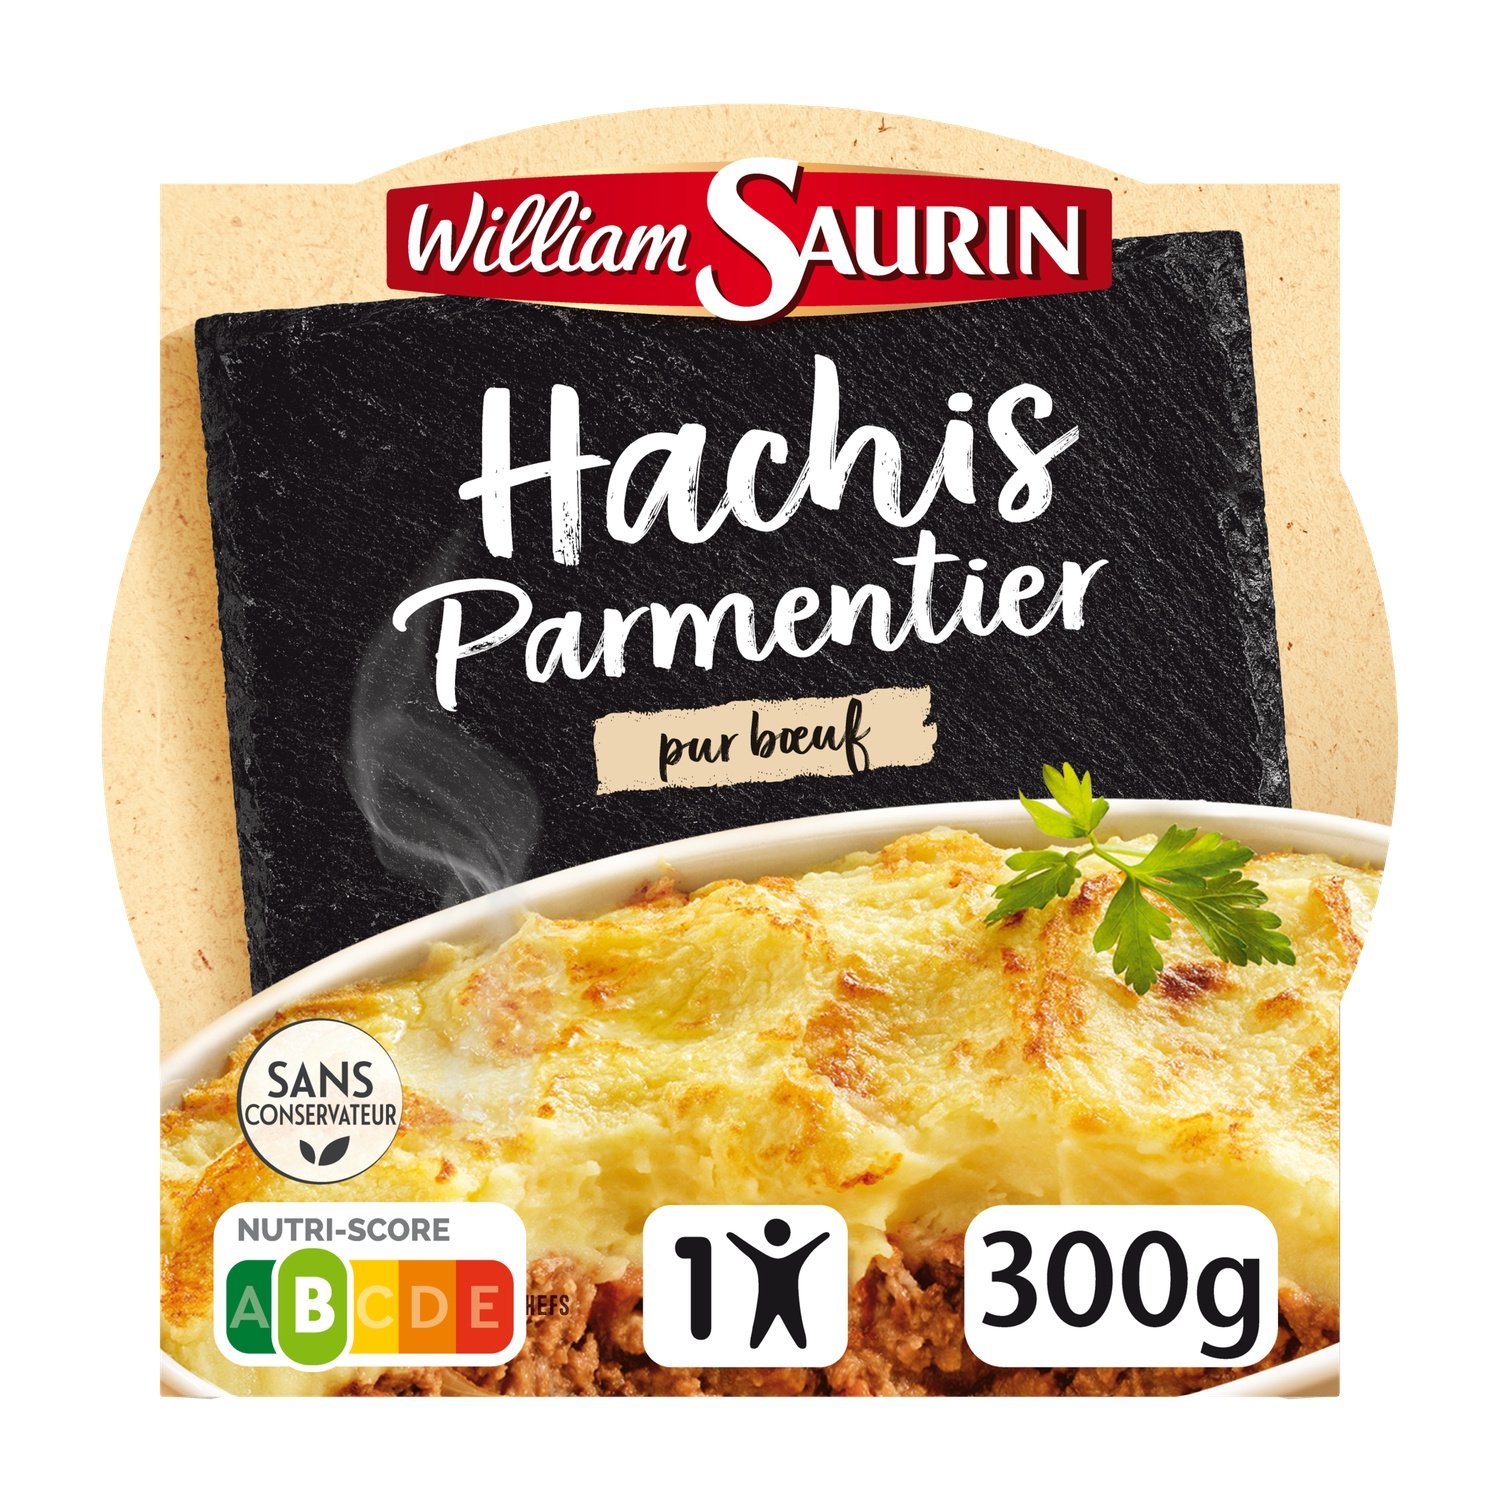 William SAURIN
Hachis
Parmentier
pur bœuf
SANS
CONSERVATEUR
NUTRI-SCORE
A B C D E
1
300g